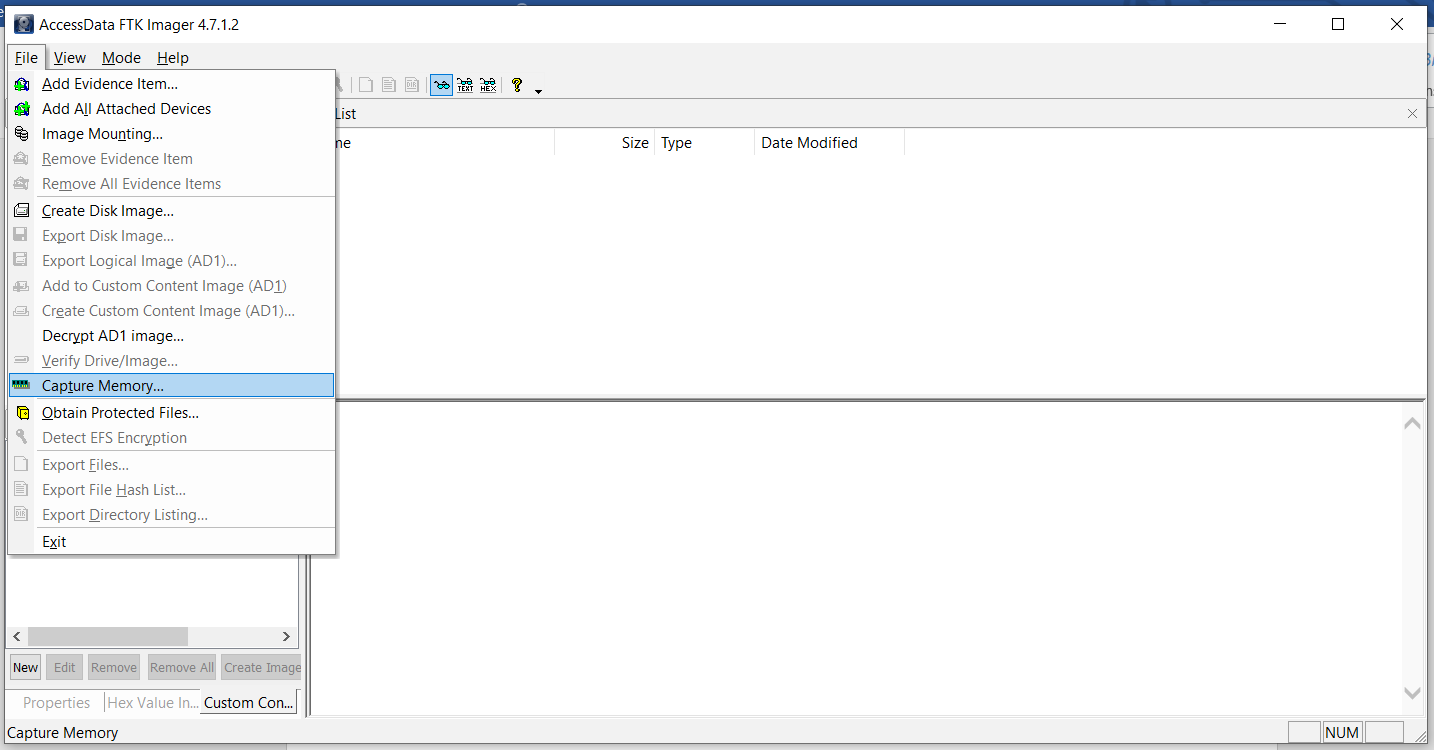 AccessData FTK Imager 4.7.1.2
File View Mode Help
Add Evidence Item...
Add All Attached Devices
Image Mounting...
Remove Evidence Item
Remove All Evidence Items
Create Disk Image...
Export Disk Image...
Export Logical Image (AD1)...
Add to Custom Content Image (AD1)
Create Custom Content Image (AD1)...
Decrypt AD1 image...
Verify Drive/Image...
Capture Memory...
Obtain Protected Files...
Detect EFS Encryption
Export Files...
Export File Hash List...
Export Directory Listing...
Exit
TEXT HEX
List
me Size Type Date Modified
New Edit Remove Remove All Create Image
Properties Hex Value In... Custom Con...
Capture Memory NUM